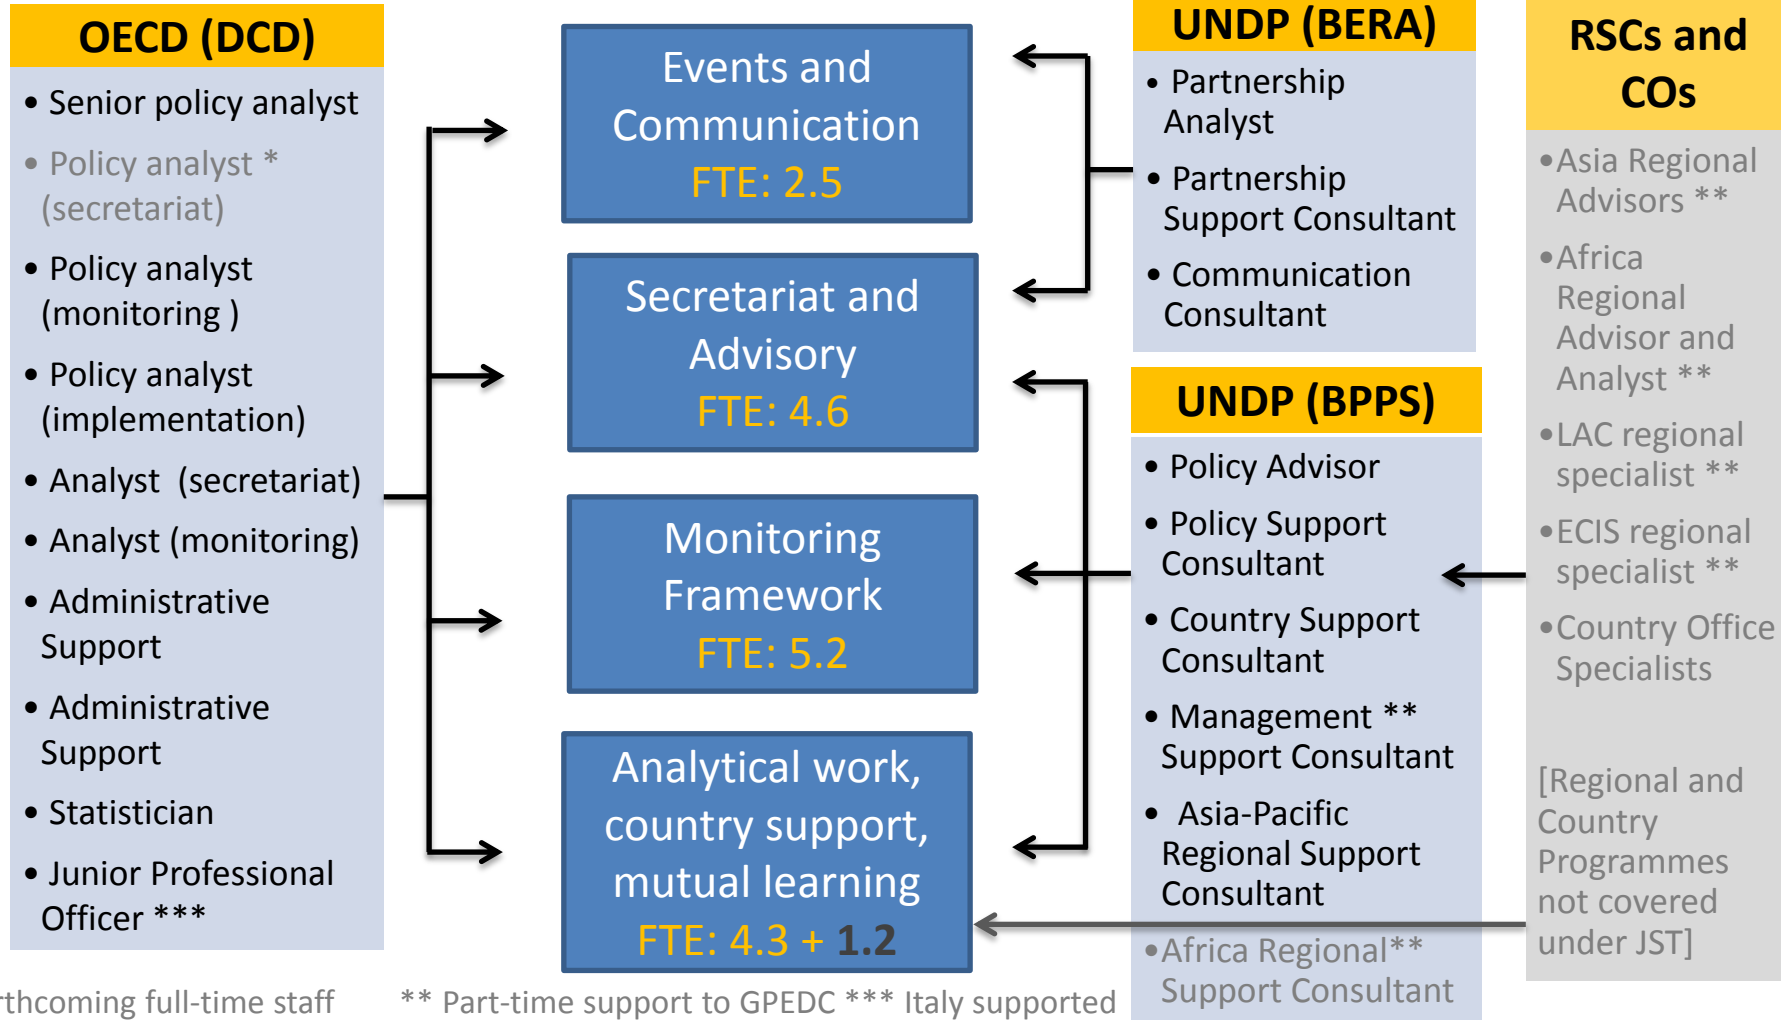 OECD (DCD)
• Senior policy analyst
• Policy analyst *
(secretariat)
• Policy analyst
(monitoring )
• Policy analyst
(implementation)
• Analyst (secretariat)
• Analyst (monitoring)
• Administrative
Support
• Administrative
Support
• Statistician
• Junior Professional
Officer ***
Events and
Communication
FTE: 2.5
Secretariat and
Advisory
FTE: 4.6
Monitoring
Framework
FTE: 5.2
Analytical work,
country support,
mutual learning
FTE: 4.3 + 1.2
UNDP (BERA)
• Partnership
Analyst
• Partnership
Support Consultant
• Communication
Consultant
UNDP (BPPS)
• Policy Advisor
• Policy Support
Consultant
• Country Support
Consultant
• Management **
Support Consultant
• Asia-Pacific
Regional Support
Consultant
•Africa Regional**
Support Consultant
RSCs and
COs
•Asia Regional
Advisors **
•Africa
Regional
Advisor and
Analyst **
•LAC regional
specialist **
•ECIS regional
specialist **
•Country Office
Specialists
[Regional and
Country
Programmes
not covered
under JST]
rthcoming full-time staff ** Part-time support to GPEDC *** Italy supported